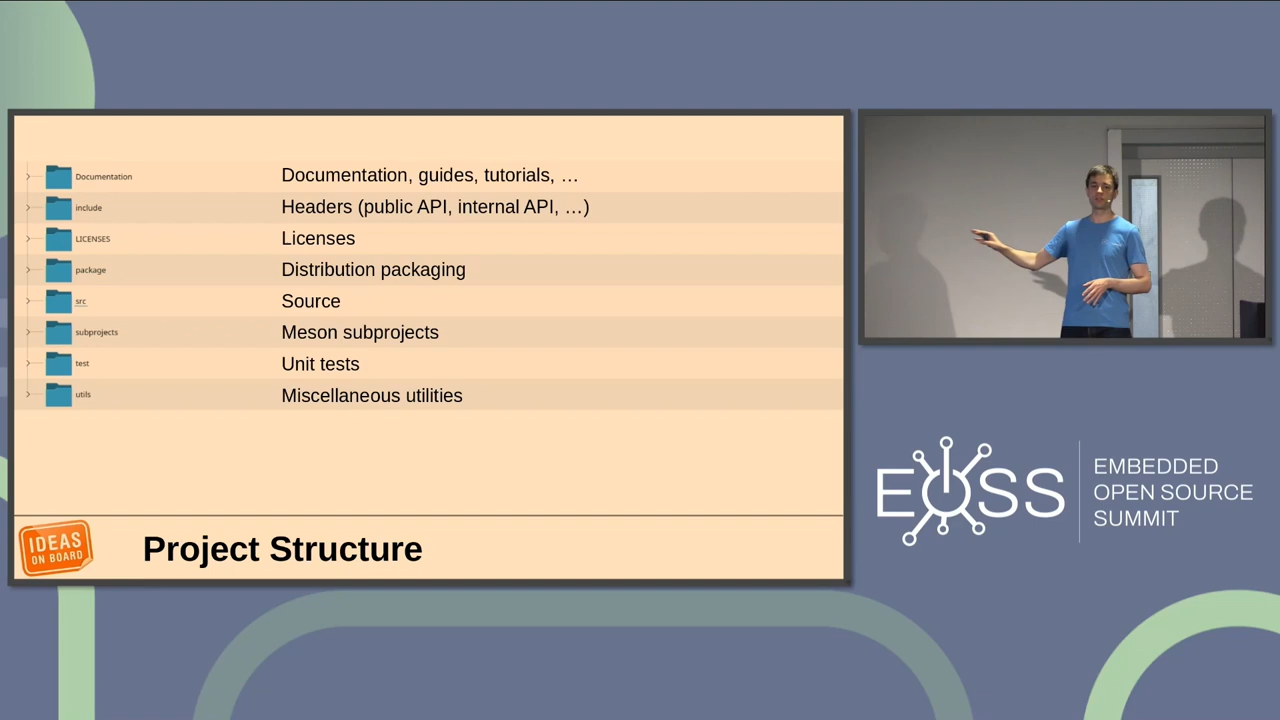 Documentation Documentation, guides, tutorials, …
include Headers (public API, internal API, …)
LICENSES Licenses
package Distribution packaging
src Source
subprojects Meson subprojects
test Unit tests
utils Miscellaneous utilities
IDEAS
ON BOARD
Project Structure
EOSS
EMBEDDED
OPEN SOURCE
SUMMIT